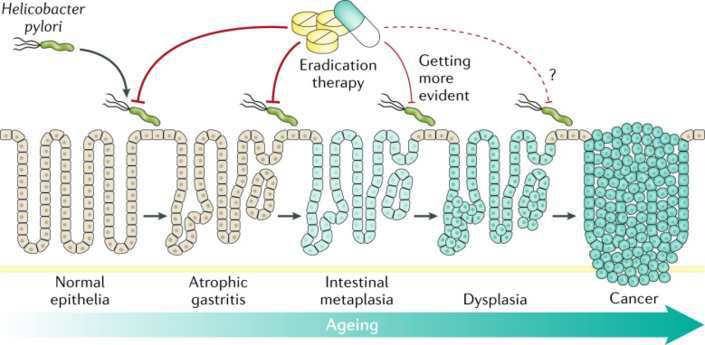 Helicobacter
pylori
Eradication
therapy
Getting
more
evident
?
Normal
epithelia
Atrophic
gastritis
Intestinal
metaplasia
Dysplasia
Cancer
Ageing